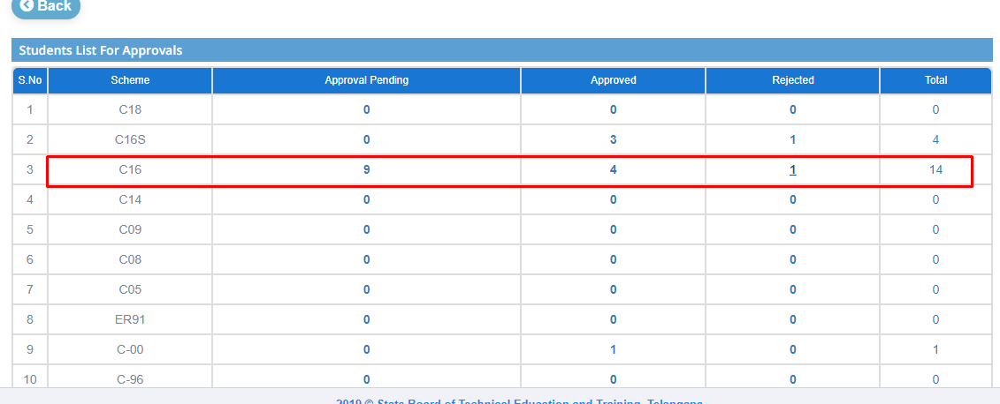 Back
Students List For Approvals
S.No Scheme Approval Pending Approved Rejected Total
1 C18 0 0 0 0
2 C16S 0 3 1 4
3 C16 9 4 1 14
4 C14 0 0 0 0
5 C09 0 0 0 0
6 C08 0 0 0 0
7 C05 0 0 0 0
8 ER91 0 0 0 0
9 C-00 0 1 0 1
10 C-96 0 0 0 0
2019 © State Board of Technical Education and Training, Telangana